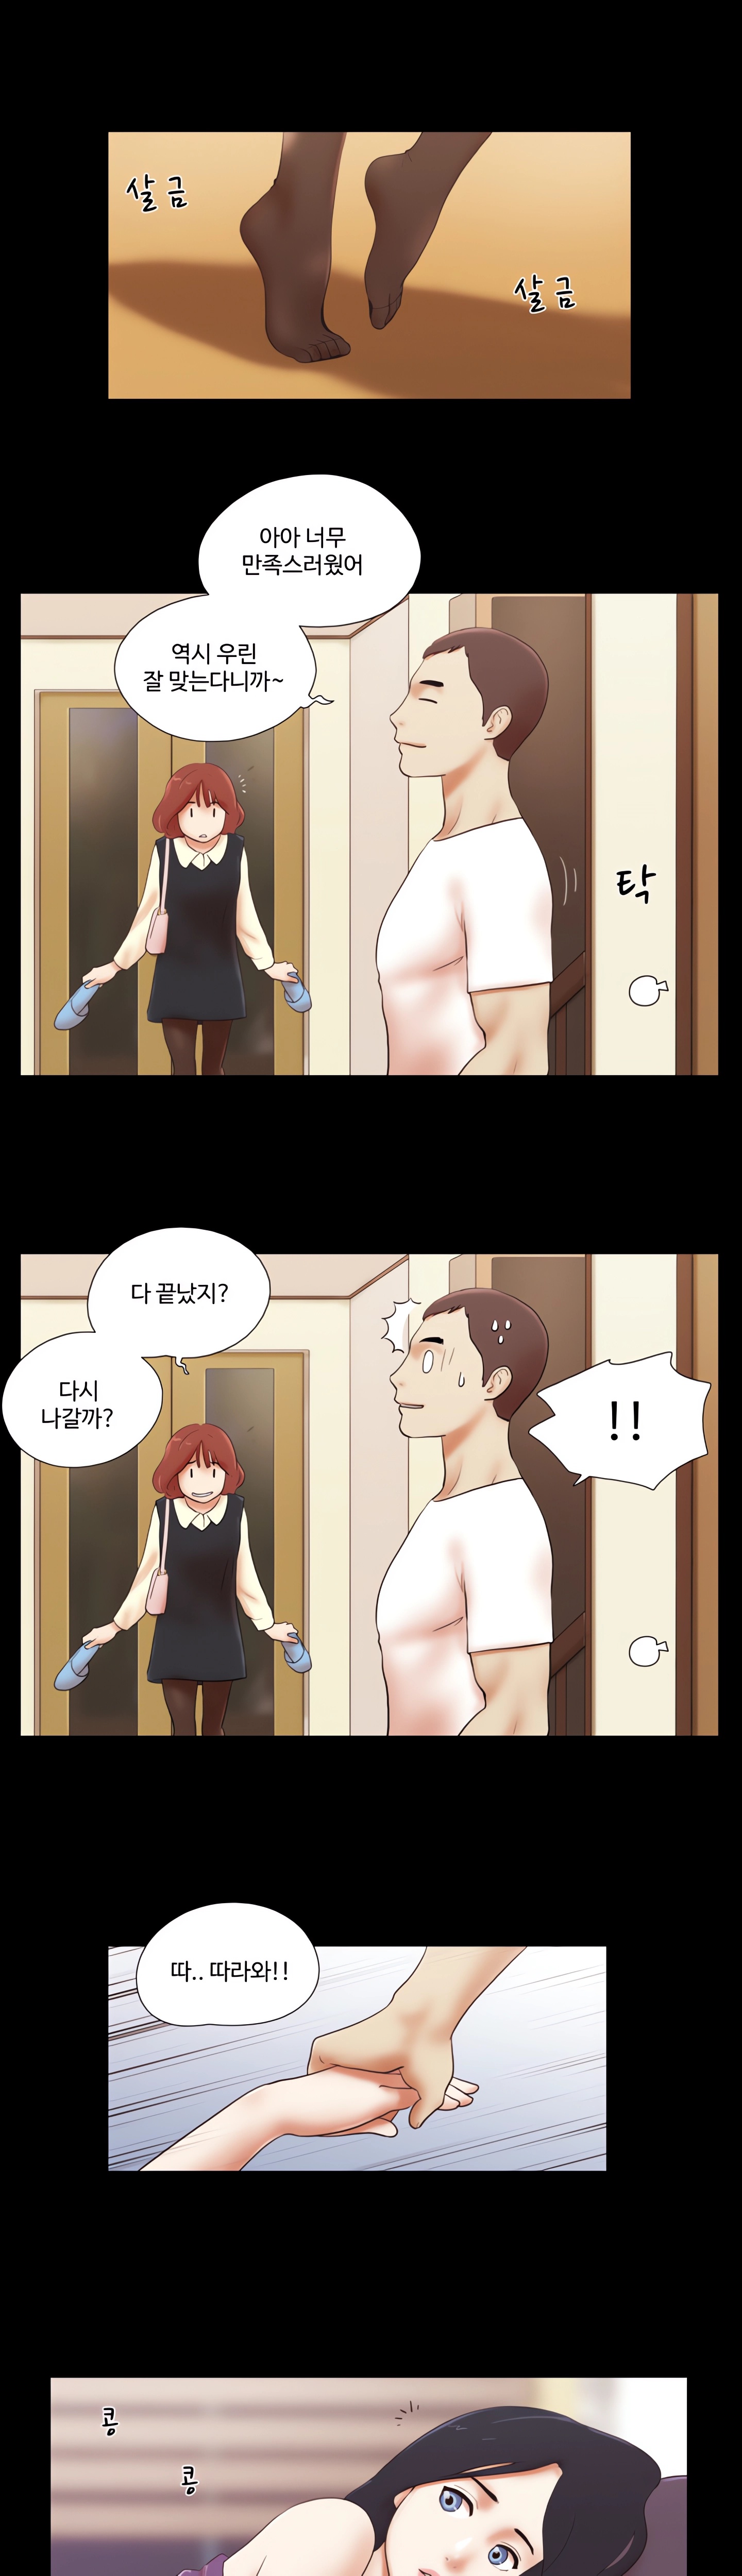 살금
살금
아아 너무
만족스러웠어
역시 우린
잘 맞는다니까~
탁
다 끝났지?
다시
나갈까?
!!
따.. 따라와!!
콩
콩